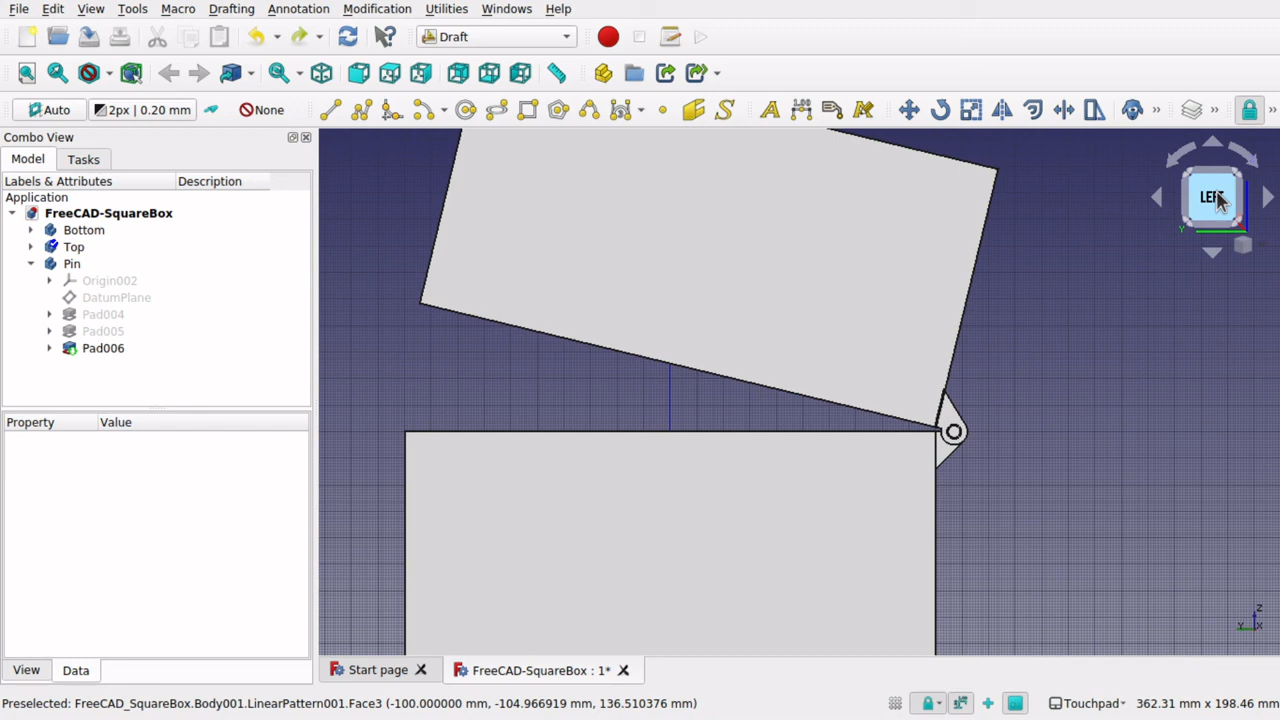 File Edit View Tools Macro Drafting Annotation Modification Utilities Windows Help
Draft
Auto 2px | 0.20 mm None
Combo View
Model Tasks
Labels & Attributes Description
Application
FreeCAD-SquareBox
Bottom
Top
Pin
Origin002
DatumPlane
Pad004
Pad005
Pad006
Property Value
View Data
Y
Z
Y X
Start page FreeCAD-SquareBox : 1*
Preselected: FreeCAD_SquareBox.Body001.LinearPattern001.Face3 (-100.000000 mm, -104.966919 mm, 136.510376 mm) Touchpad 362.31 mm x 198.46 mm